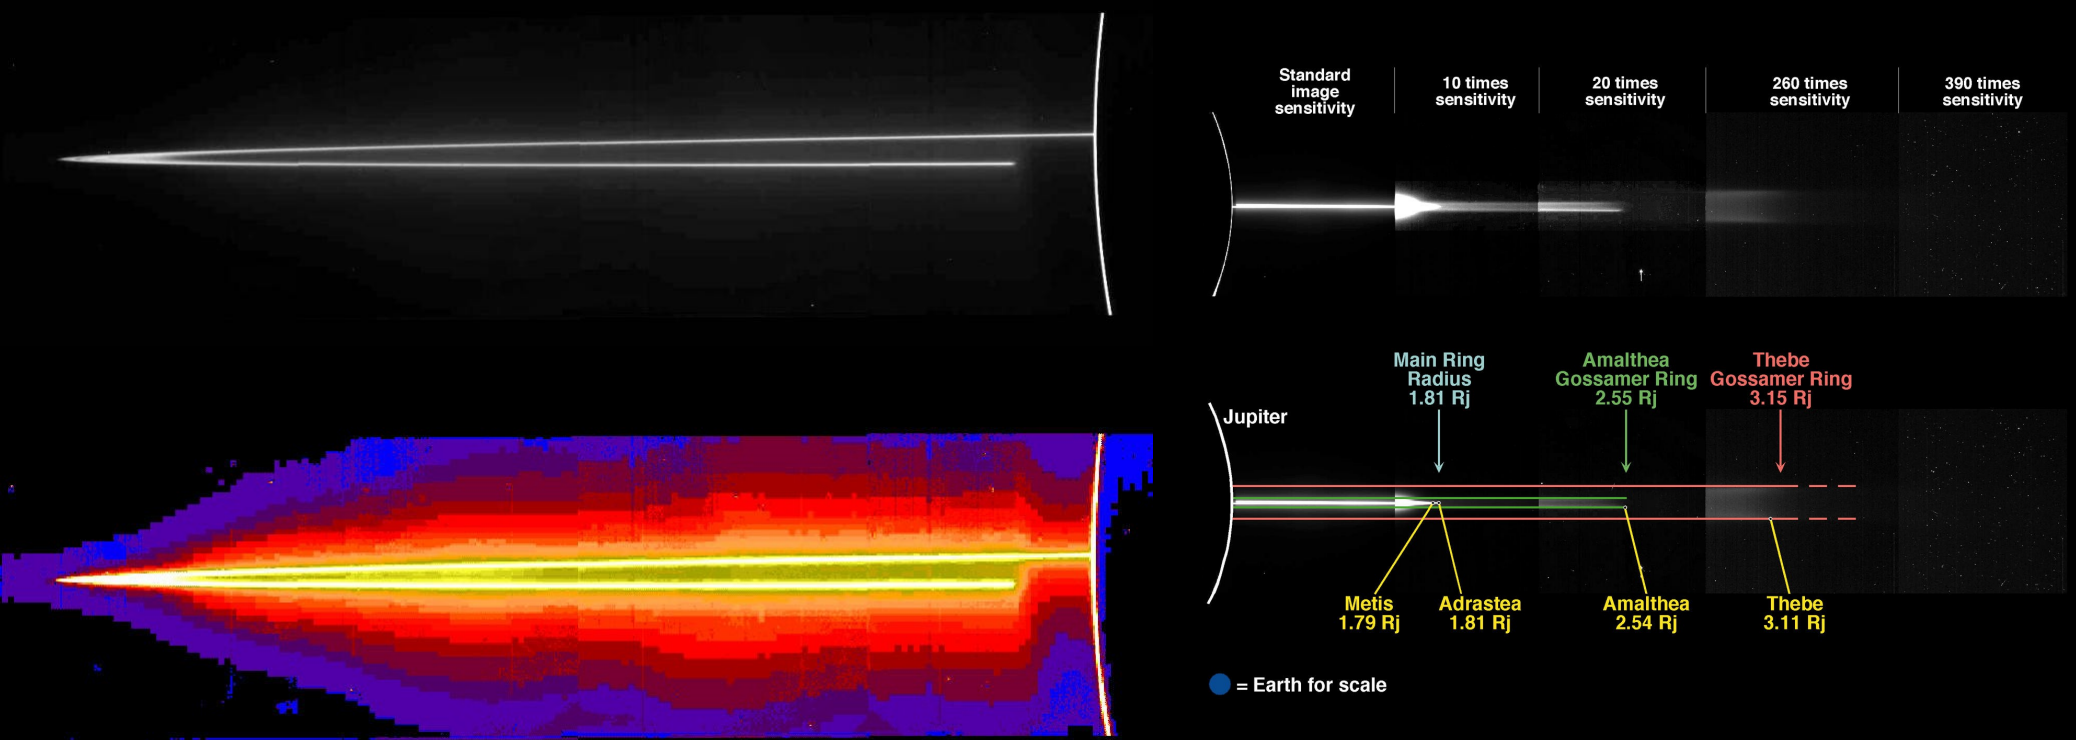 Standard
image
sensitivity
10 times
sensitivity
20 times
sensitivity
260 times
sensitivity
390 times
sensitivity
Main Ring
Radius
1.81 Rj
Amalthea
Gossamer Ring
2.55 Rj
Thebe
Gossamer Ring
3.15 Rj
Jupiter
Metis
1.79 Rj
Adrastea
1.81 Rj
Amalthea
2.54 Rj
Thebe
3.11 Rj
= Earth for scale